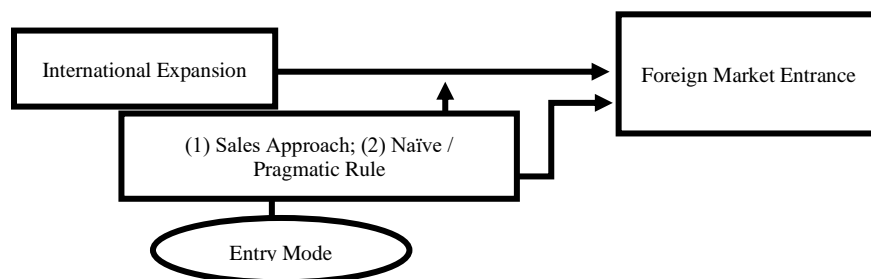 International Expansion
Foreign Market Entrance
(1) Sales Approach; (2) Naïve /
Pragmatic Rule
Entry Mode